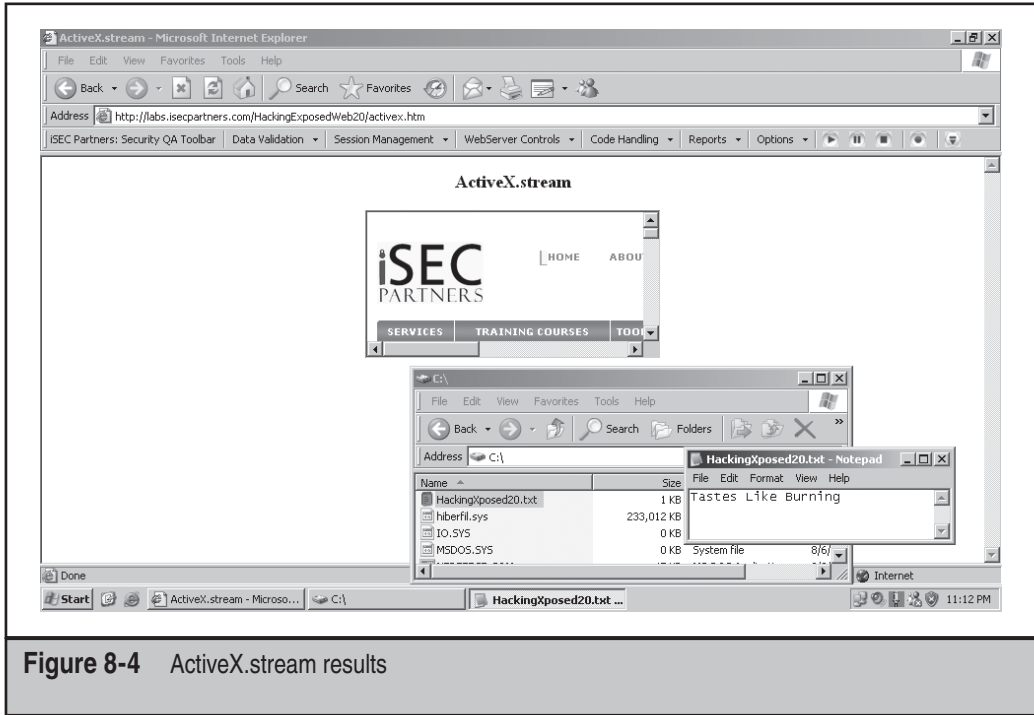 ActiveX.stream - Microsoft Internet Explorer
File Edit View Favorites Tools Help
Back Search Favorites
Address http://labs.isecpartners.com/HackingExposedWeb20/activex.htm
iSEC Partners: Security QA Toolbar Data Validation Session Management WebServer Controls Code Handling Reports Options
ActiveX.stream
iSEC
PARTNERS
HOME ABOU
SERVICES TRAINING COURSES TOO
C:\
File Edit View Favorites Tools Help
Back Search Folders »
Address C:\
Name Size
HackingXposed20.txt 1 KB
hiberfil.sys 233,012 KB
IO.SYS 0 KB
MSDOS.SYS 0 KB System file 8/6/
HackingXposed20.txt - Notepad
File Edit Format View Help
Tastes Like Burning
Done Internet
Start ActiveX.stream - Microso... C:\ HackingXposed20.txt ... 11:12 PM
Figure 8-4 ActiveX.stream results